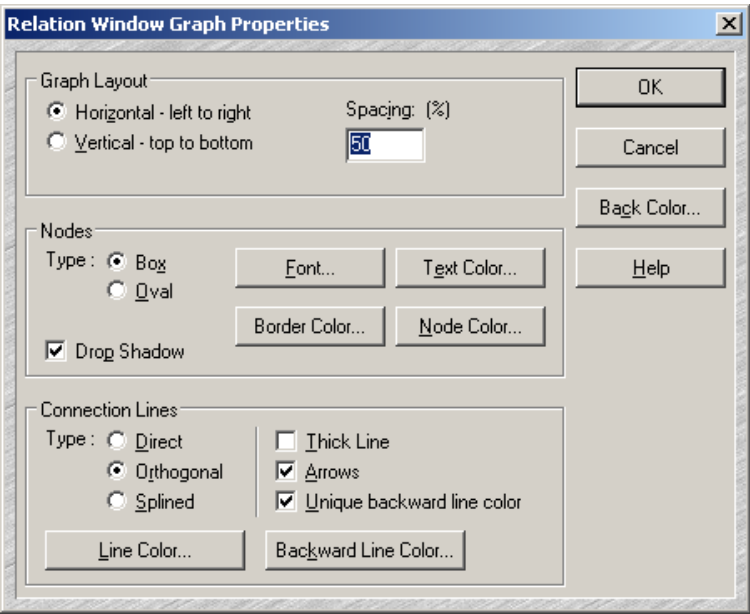 Relation Window Graph Properties
Graph Layout
Horizontal - left to right
Vertical - top to bottom
Spacing: (%)
50
OK
Cancel
Back Color...
Help
Nodes
Type : Box
Oval
Font...
Text Color...
Border Color...
Node Color...
Drop Shadow
Connection Lines
Type : Direct
Orthogonal
Splined
Thick Line
Arrows
Unique backward line color
Line Color...
Backward Line Color...